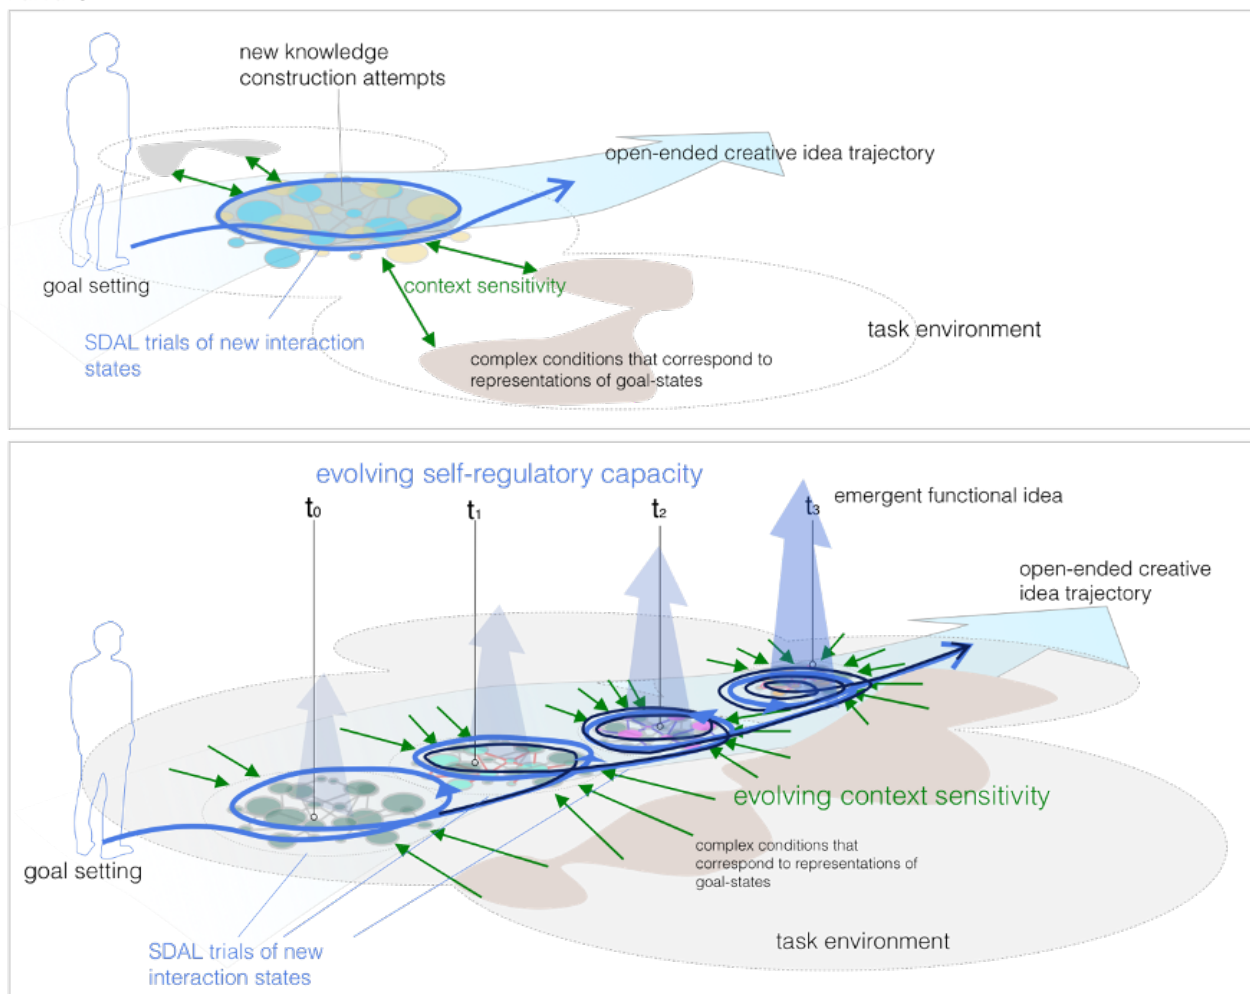 new knowledge
construction attempts
open-ended creative idea trajectory
goal setting
context sensitivity
SDAL trials of new interaction
states
task environment
complex conditions that correspond to
representations of goal-states
evolving self-regulatory capacity
t0
t1
t2
t3
emergent functional idea
open-ended creative
idea trajectory
evolving context sensitivity
complex conditions that
correspond to representations of
goal-states
goal setting
SDAL trials of new
interaction states
task environment